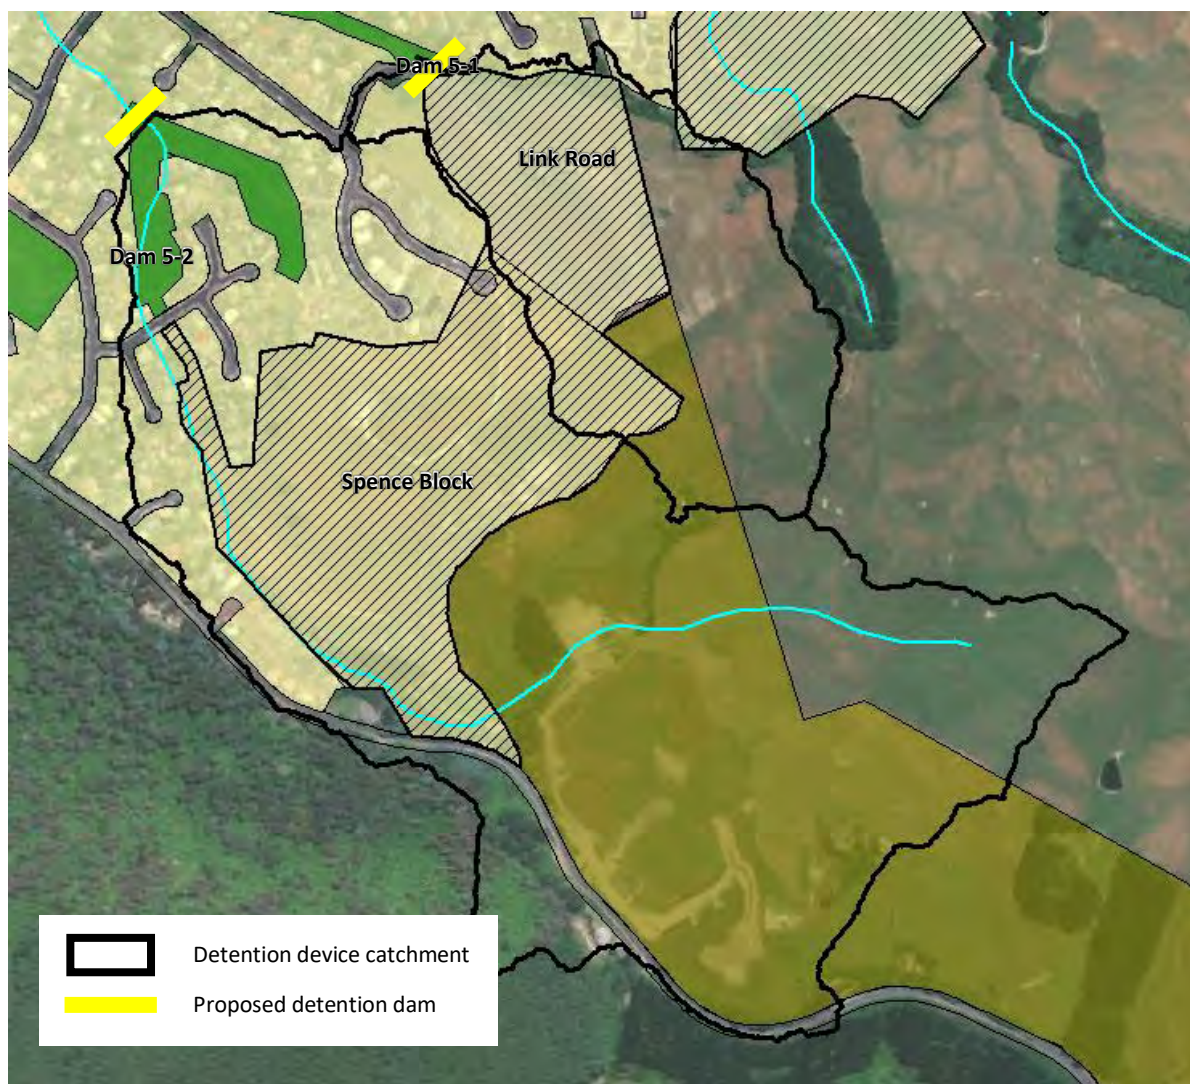 Dam 5-1
Link Road
Dam 5-2
Spence Block
Detention device catchment
Proposed detention dam